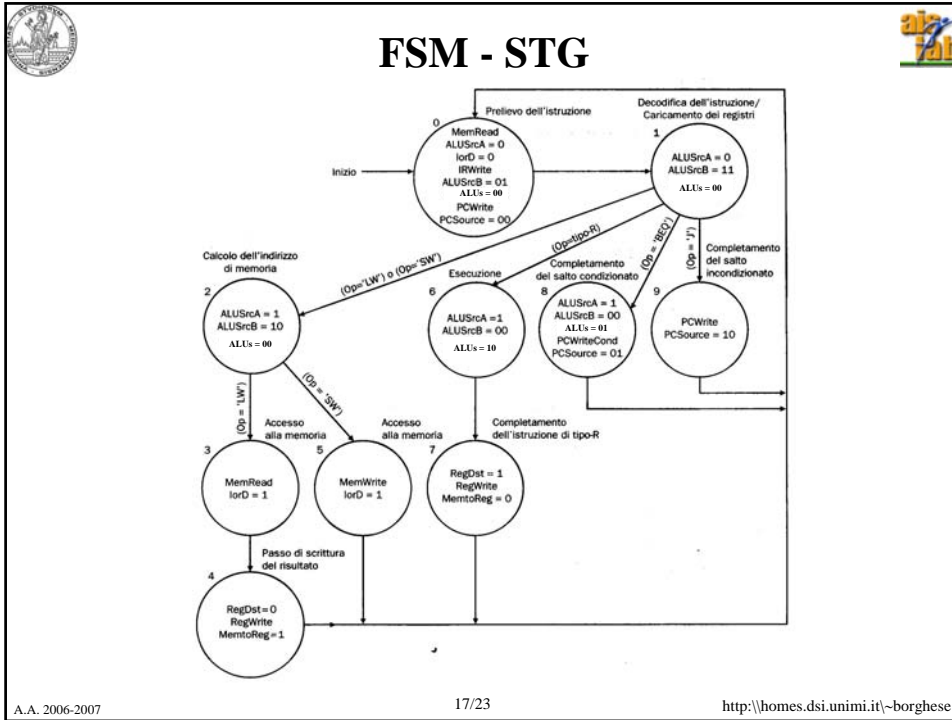 FSM - STG
Prelievo dell'istruzione
0
MemRead
ALUSrcA = 0
IorD = 0
IRWrite
ALUSrcB = 01
ALUs = 00
PCWrite
PCSource = 00
Inizio
Decodifica dell'istruzione/
Caricamento dei registri
1
ALUSrcA = 0
ALUSrcB = 11
ALUs = 00
(Op='LW') o (Op='SW')
(Op=tipo-R)
(Op = 'BEQ')
(Op = 'J')
Calcolo dell'indirizzo
di memoria
2
ALUSrcA = 1
ALUSrcB = 10
ALUs = 00
Esecuzione
6
ALUSrcA =1
ALUSrcB = 00
ALUs = 10
Completamento
del salto condizionato
8
ALUSrcA = 1
ALUSrcB = 00
ALUs = 01
PCWriteCond
PCSource = 01
Completamento
del salto
incondizionato
9
PCWrite
PCSource = 10
(Op = 'LW')
(Op = 'SW')
Accesso
alla memoria
3
MemRead
IorD = 1
Accesso
alla memoria
5
MemWrite
IorD = 1
Completamento
dell'istruzione di tipo-R
7
RegDst = 1
RegWrite
MemtoReg = 0
Passo di scrittura
del risultato
4
RegDst=0
RegWrite
MemtoReg=1
A.A. 2006-2007
17/23
http:\\homes.dsi.unimi.it\~borghese